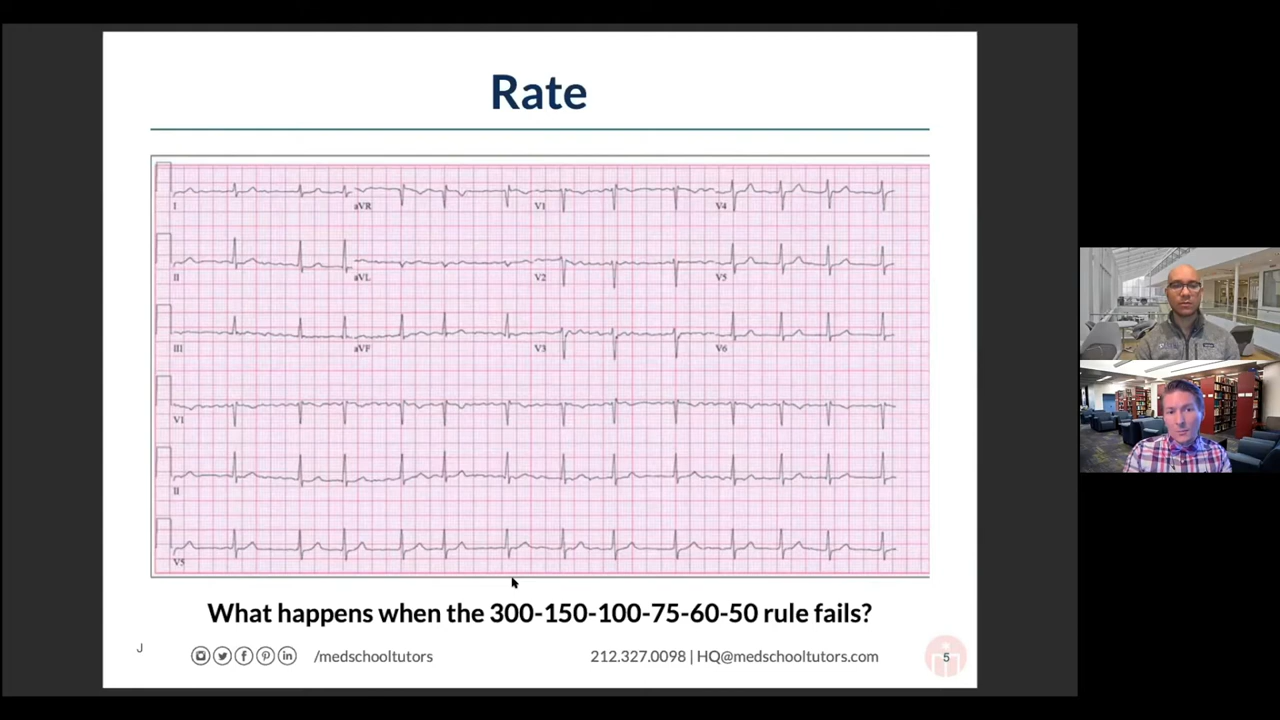 Rate
I
aVR
V1
V4
II
aVL
V2
V5
III
aVF
V3
V6
V1
II
V5
What happens when the 300-150-100-75-60-50 rule fails?
J
/medschooltutors
212.327.0098 | HQ@medschooltutors.com
5